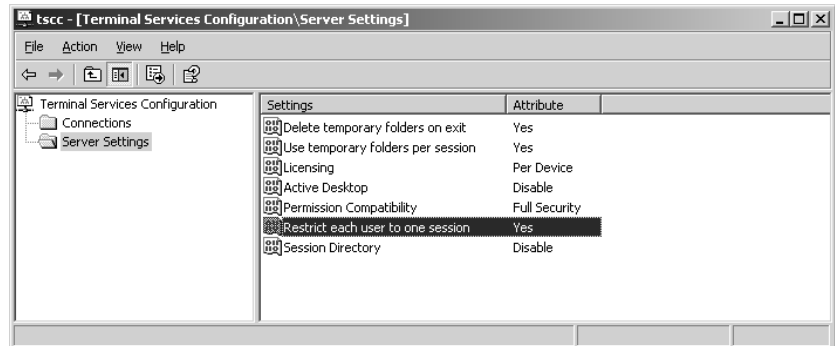 tscc - [Terminal Services Configuration\Server Settings]
File Action View Help
Terminal Services Configuration
Connections
Server Settings
Settings Attribute
Delete temporary folders on exit Yes
Use temporary folders per session Yes
Licensing Per Device
Active Desktop Disable
Permission Compatibility Full Security
Restrict each user to one session Yes
Session Directory Disable